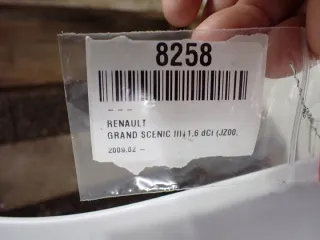 8258
– – –
RENAULT
GRAND SCENIC III 1,6 dCi (JZ00,
2009.02 –